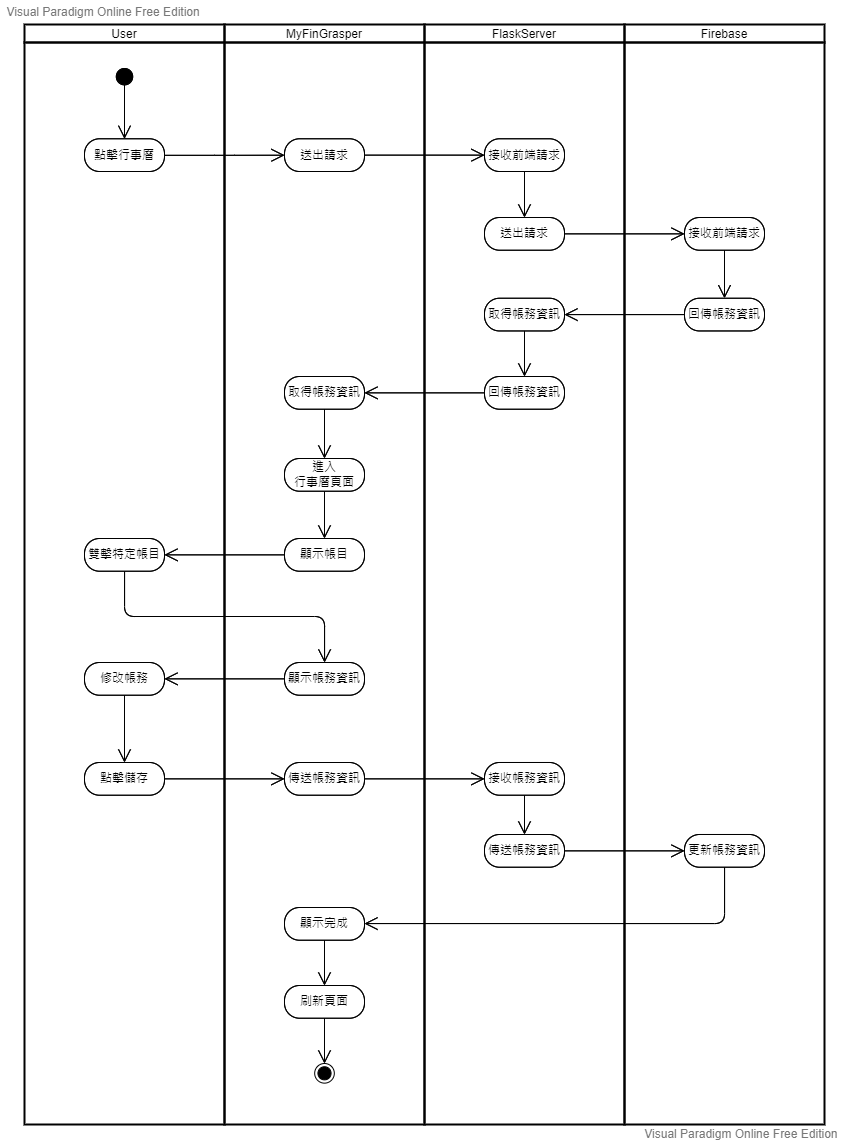 Visual Paradigm Online Free Edition
User
MyFinGrasper
FlaskServer
Firebase
點擊行事曆
送出請求
接收前端請求
送出請求
接收前端請求
取得帳務資訊
回傳帳務資訊
取得帳務資訊
回傳帳務資訊
進入
行事曆頁面
雙擊特定帳目
顯示帳目
修改帳務
顯示帳務資訊
點擊儲存
傳送帳務資訊
接收帳務資訊
傳送帳務資訊
更新帳務資訊
顯示完成
刷新頁面
Visual Paradigm Online Free Edition